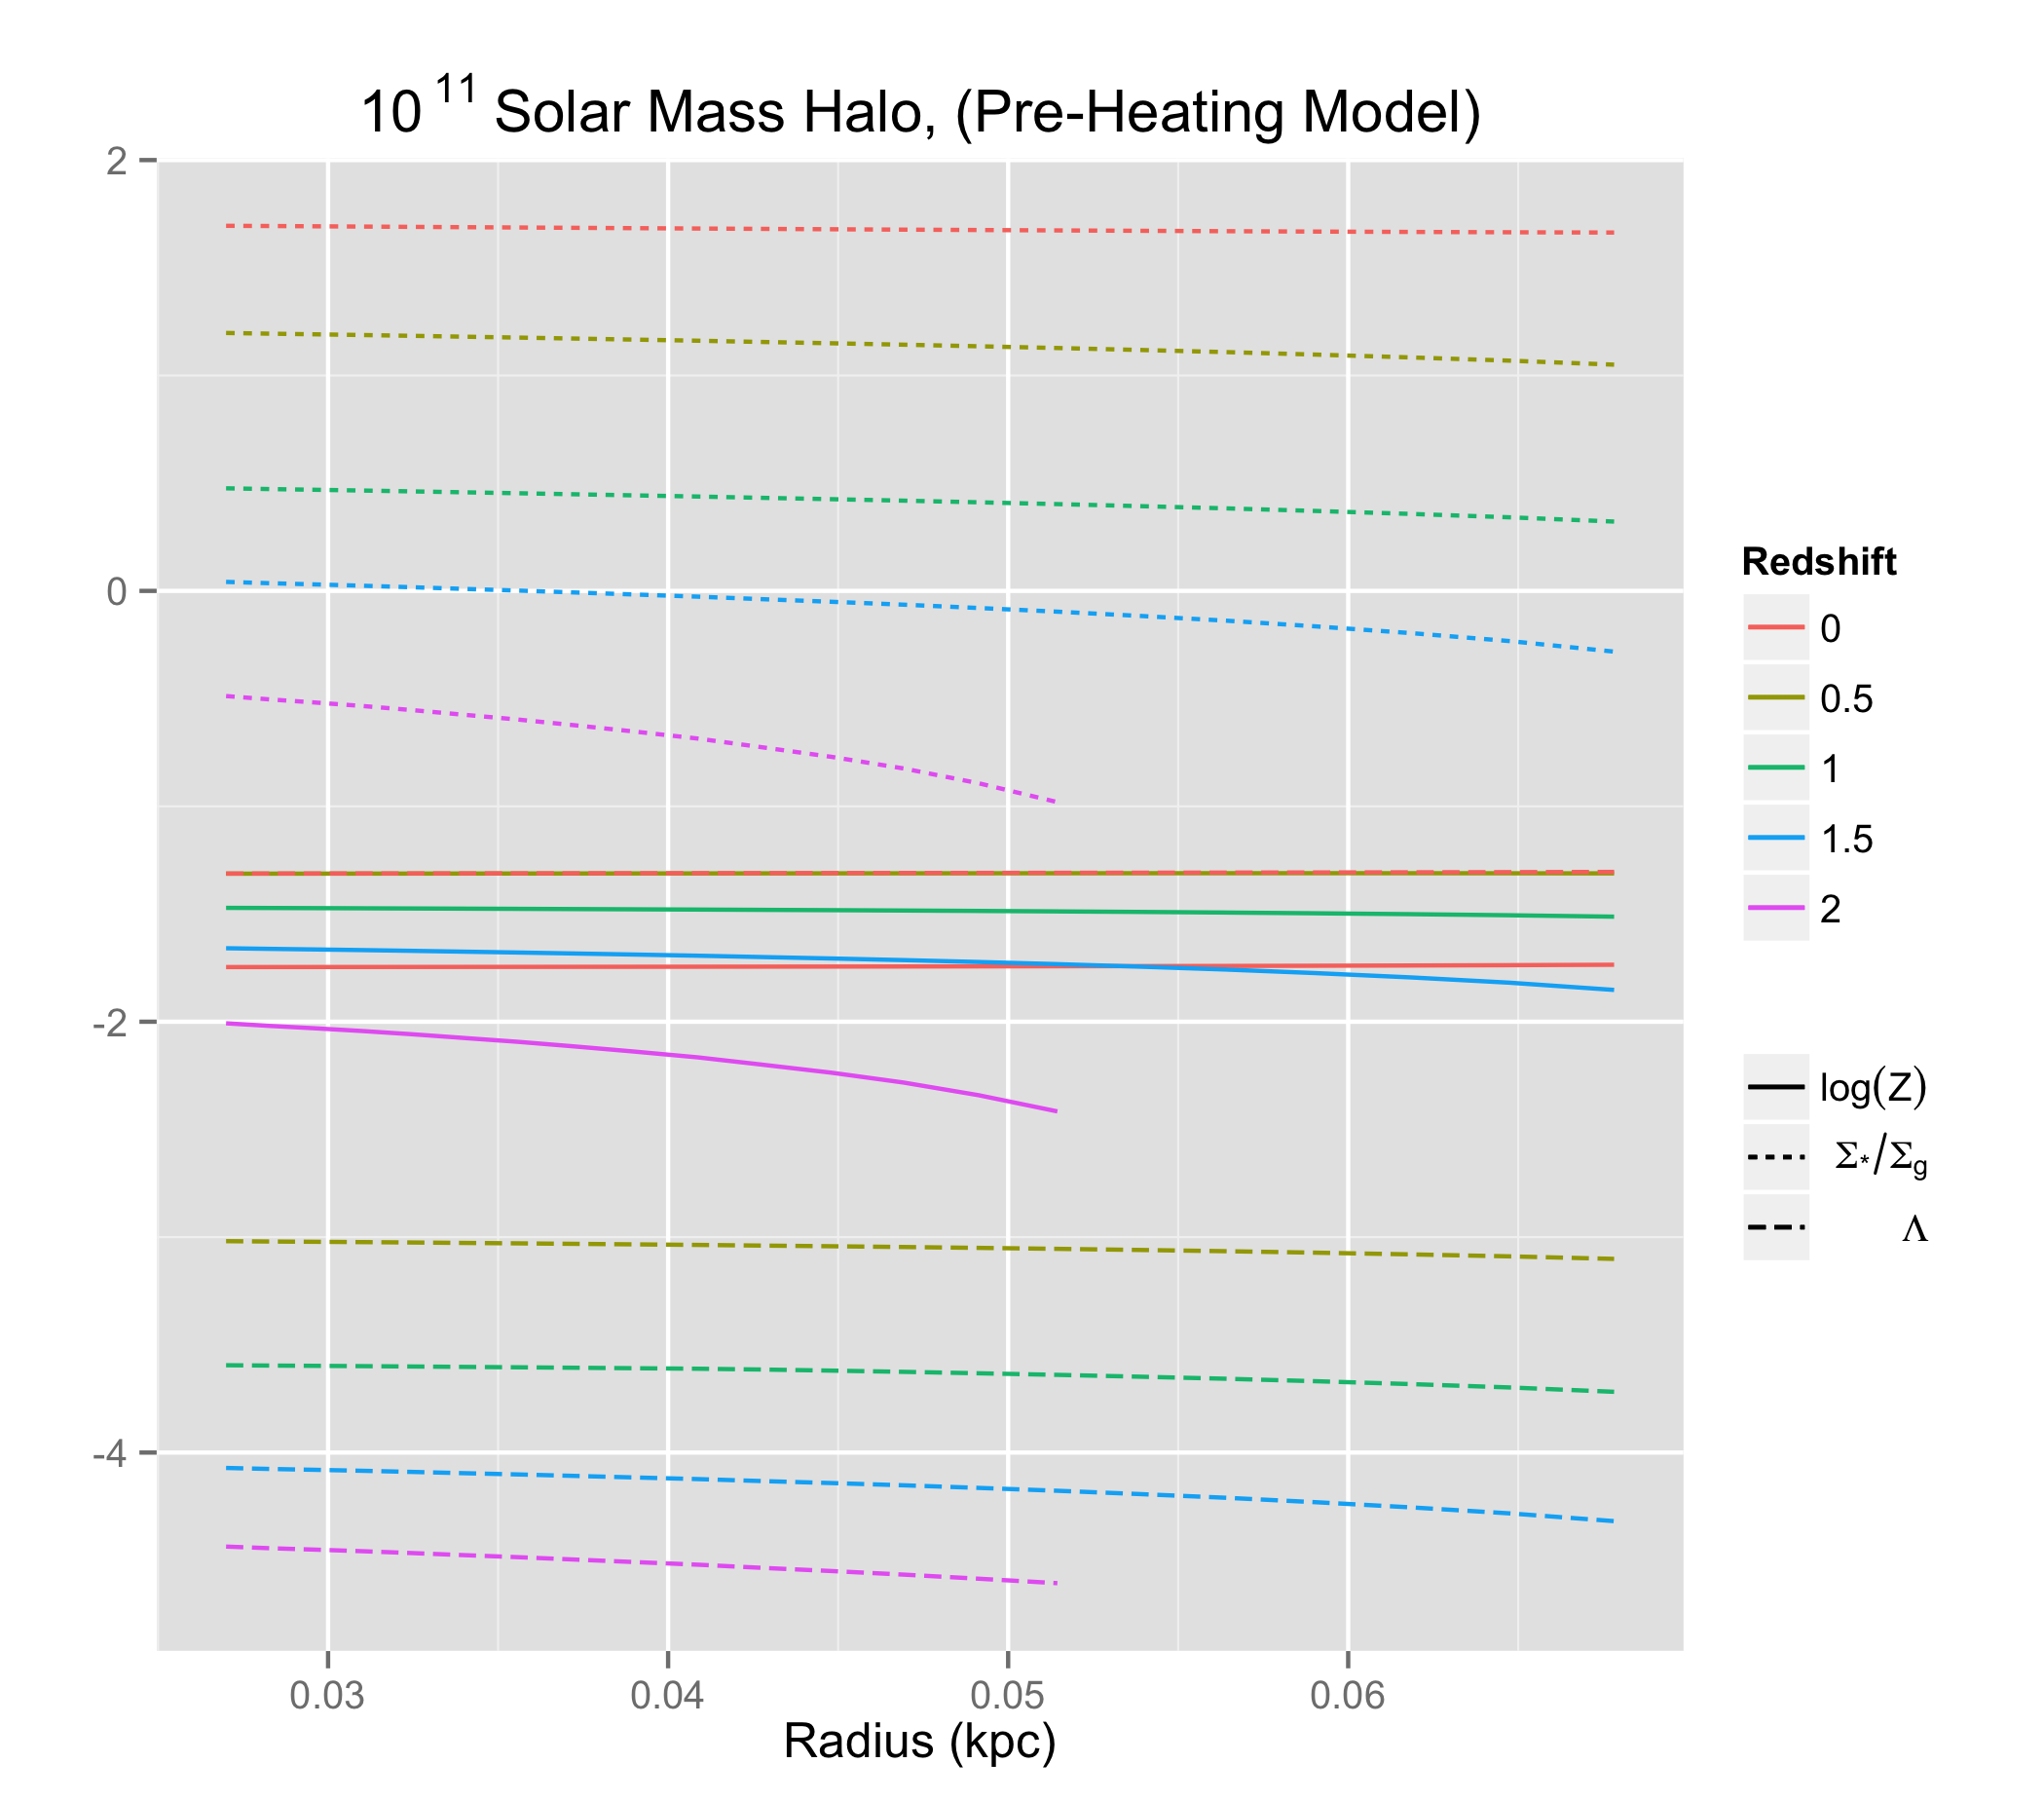 10 11 Solar Mass Halo, (Pre-Heating Model)
2
0
-2
-4
0.03 0.04 0.05 0.06
Radius (kpc)
Redshift
0
0.5
1
1.5
2
log(Z)
Σ*/Σg
Λ